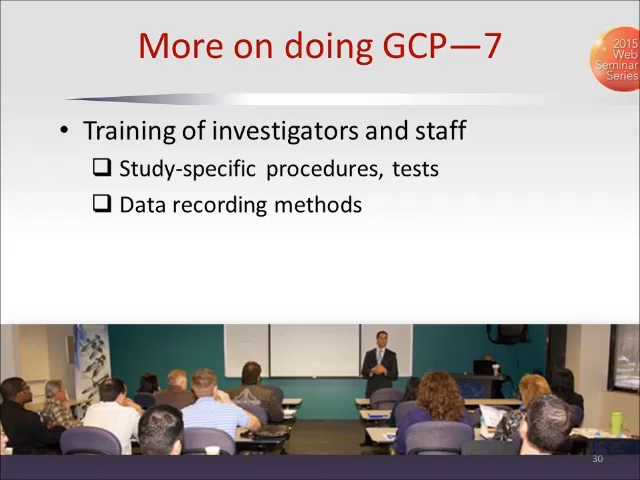 More on doing GCP—7
2015
Web
Seminar
Series
• Training of investigators and staff
❑ Study-specific procedures, tests
❑ Data recording methods
30